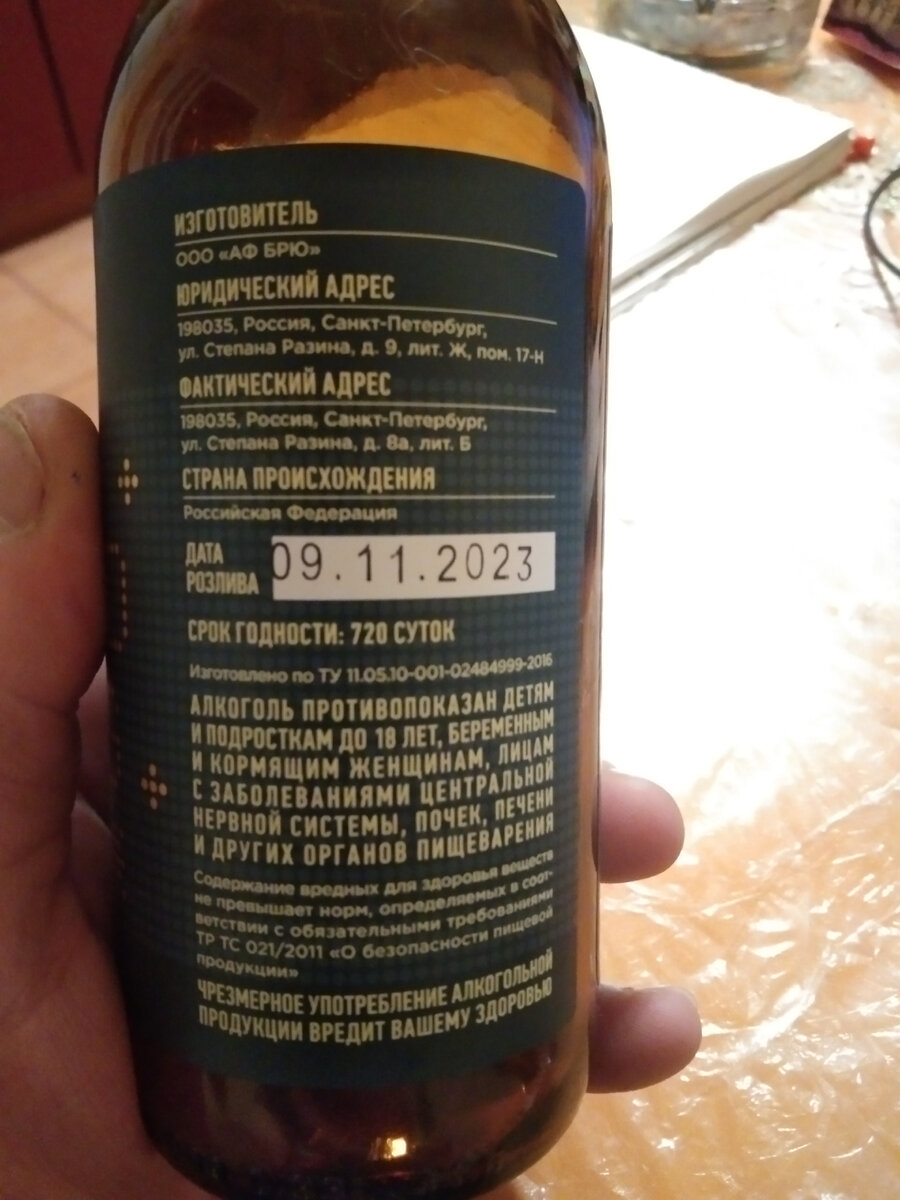 ИЗГОТОВИТЕЛЬ
ООО «АФ БРЮ»
ЮРИДИЧЕСКИЙ АДРЕС
198035, Россия, Санкт-Петербург,
ул. Степана Разина, д. 9, лит. Ж, пом. 17-Н
ФАКТИЧЕСКИЙ АДРЕС
198035, Россия, Санкт-Петербург,
ул. Степана Разина, д. 8а, лит. Б
СТРАНА ПРОИСХОЖДЕНИЯ
Российская Федерация
ДАТА
РОЗЛИВА 09.11.2023
СРОК ГОДНОСТИ: 720 СУТОК
Изготовлено по ТУ 11.05.10-001-02484999-2016
АЛКОГОЛЬ ПРОТИВОПОКАЗАН ДЕТЯМ
И ПОДРОСТКАМ ДО 18 ЛЕТ, БЕРЕМЕННЫМ
И КОРМЯЩИМ ЖЕНЩИНАМ, ЛИЦАМ
С ЗАБОЛЕВАНИЯМИ ЦЕНТРАЛЬНОЙ
НЕРВНОЙ СИСТЕМЫ, ПОЧЕК, ПЕЧЕНИ
И ДРУГИХ ОРГАНОВ ПИЩЕВАРЕНИЯ
Содержание вредных для здоровья веществ
не превышает норм, определяемых в соот-
ветствии с обязательными требованиями
ТР ТС 021/2011 «О безопасности пищевой
продукции»
ЧРЕЗМЕРНОЕ УПОТРЕБЛЕНИЕ АЛКОГОЛЬНОЙ
ПРОДУКЦИИ ВРЕДИТ ВАШЕМУ ЗДОРОВЬЮ